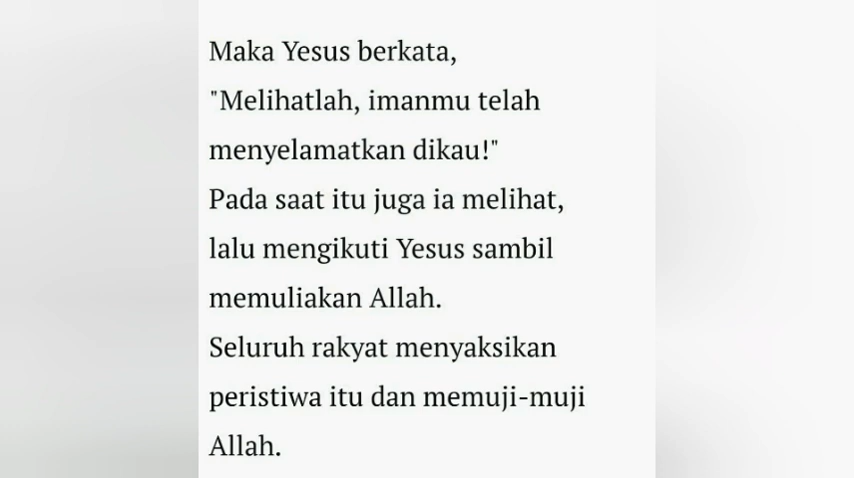 Maka Yesus berkata,
"Melihatlah, imanmu telah
menyelamatkan dikau!"
Pada saat itu juga ia melihat,
lalu mengikuti Yesus sambil
memuliakan Allah.
Seluruh rakyat menyaksikan
peristiwa itu dan memuji-muji
Allah.